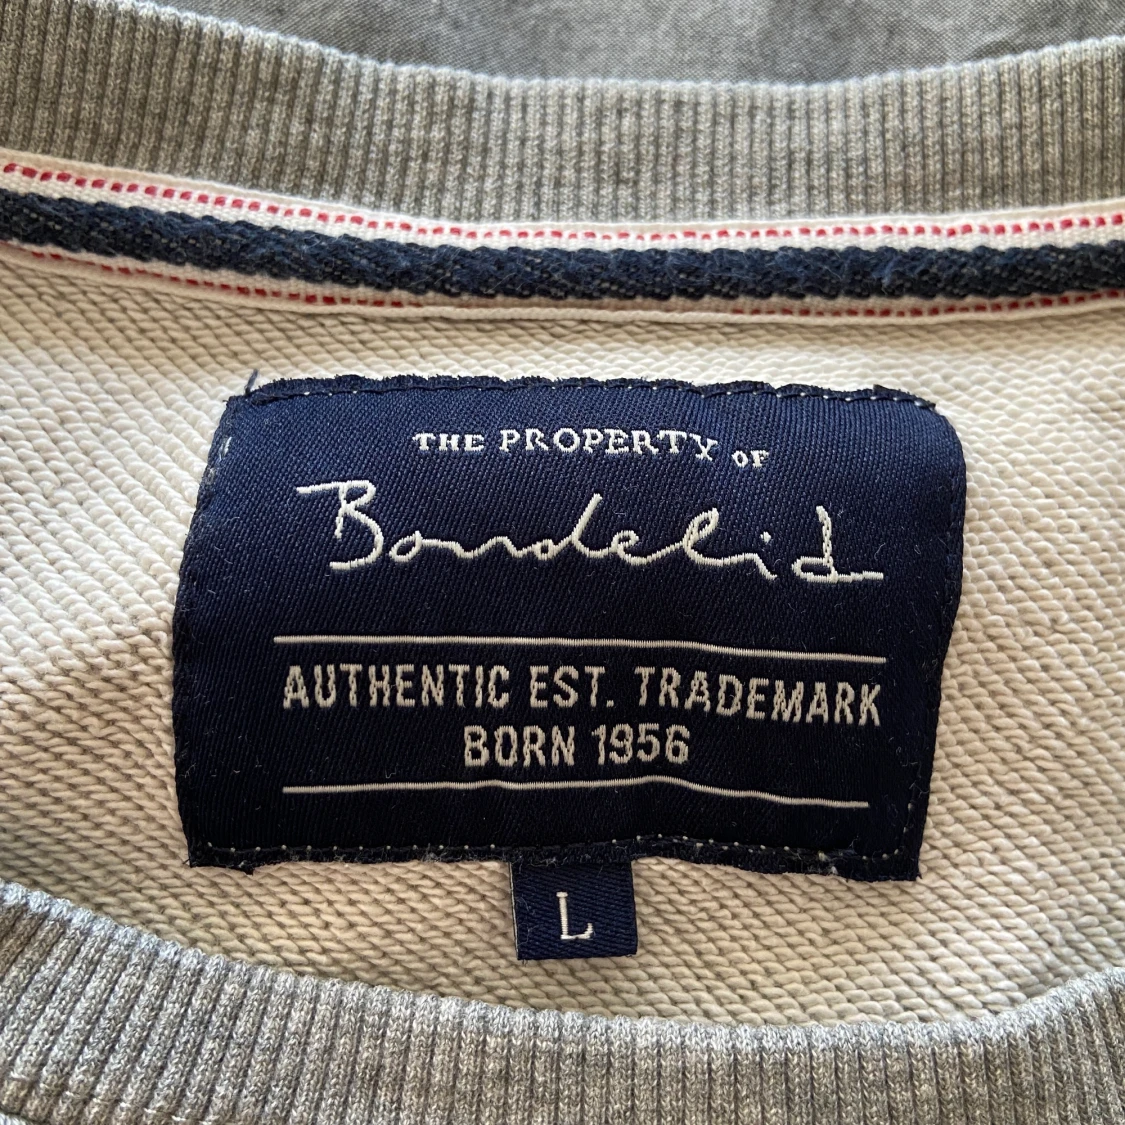 THE PROPERTY OF
Bondelid
AUTHENTIC EST. TRADEMARK
BORN 1956
L